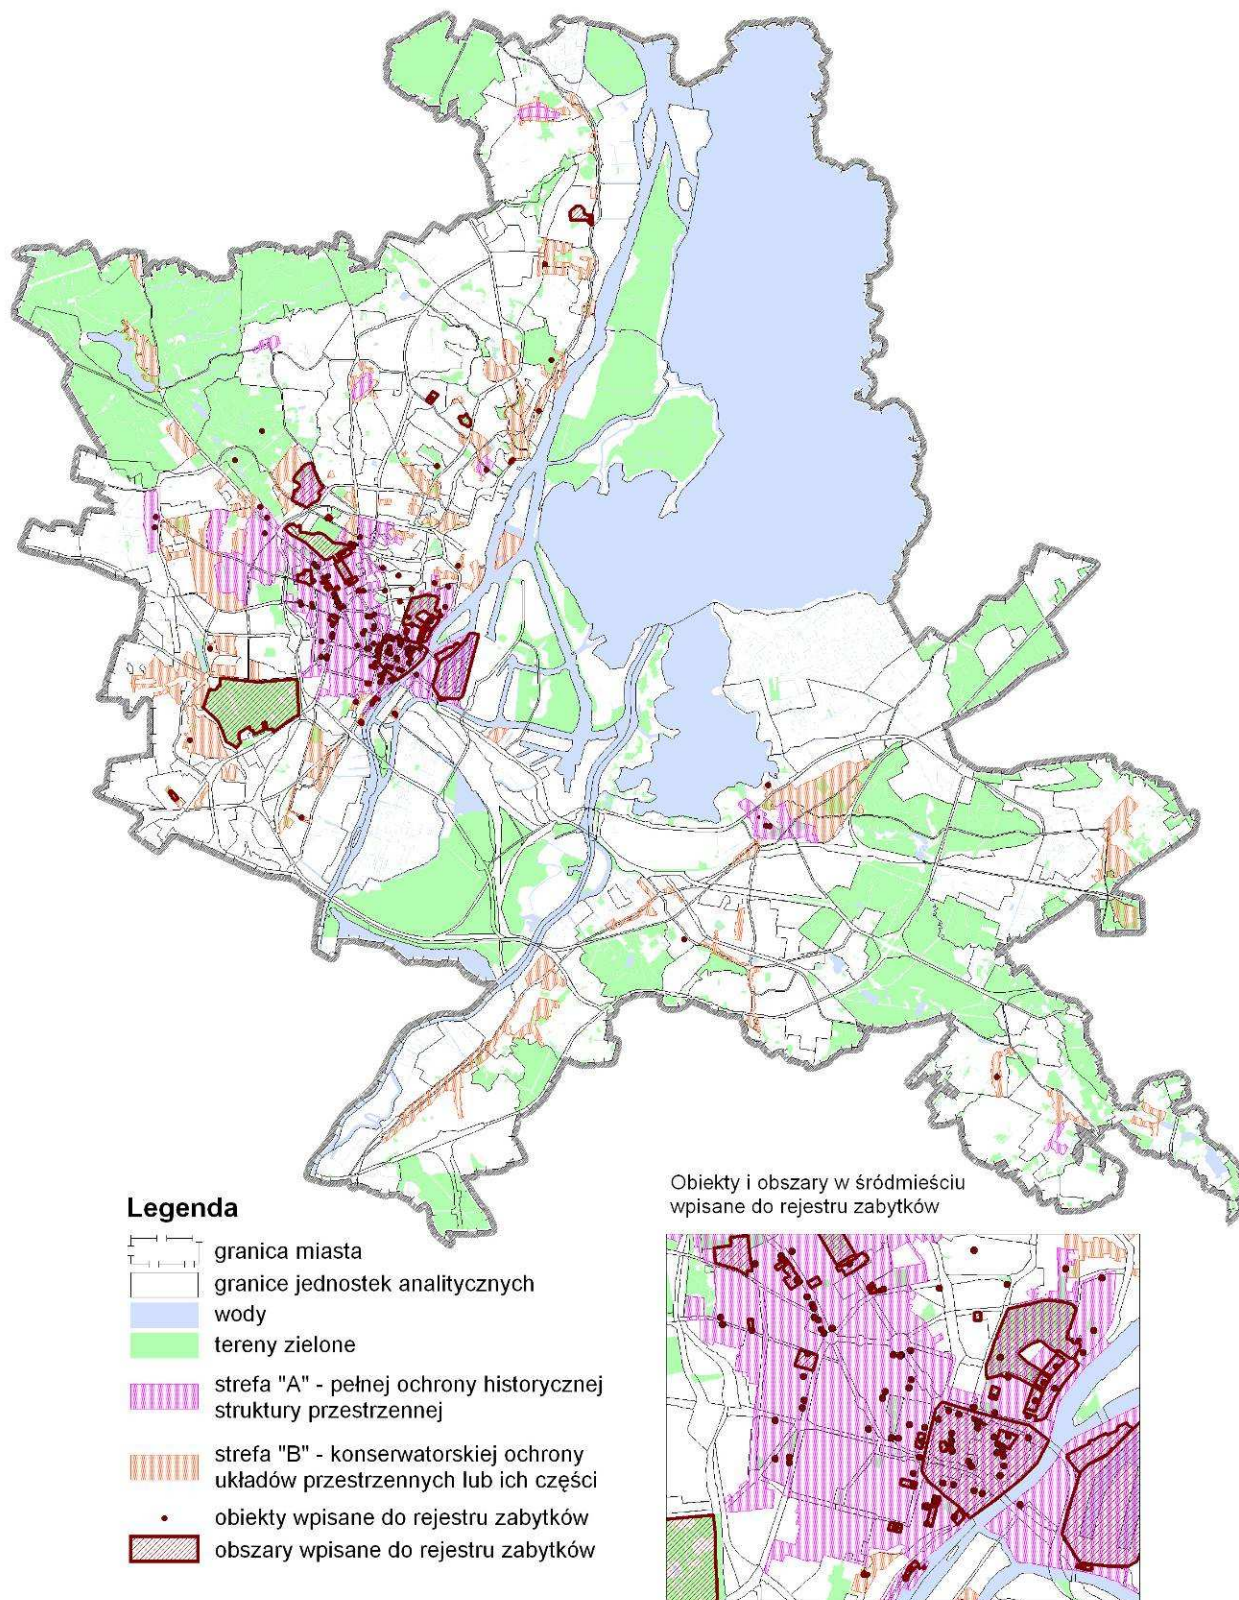 Legenda
granica miasta
granice jednostek analitycznych
wody
tereny zielone
strefa "A" - pełnej ochrony historycznej
struktury przestrzennej
strefa "B" - konserwatorskiej ochrony
układów przestrzennych lub ich części
obiekty wpisane do rejestru zabytków
obszary wpisane do rejestru zabytków
Obiekty i obszary w śródmieściu
wpisane do rejestru zabytków